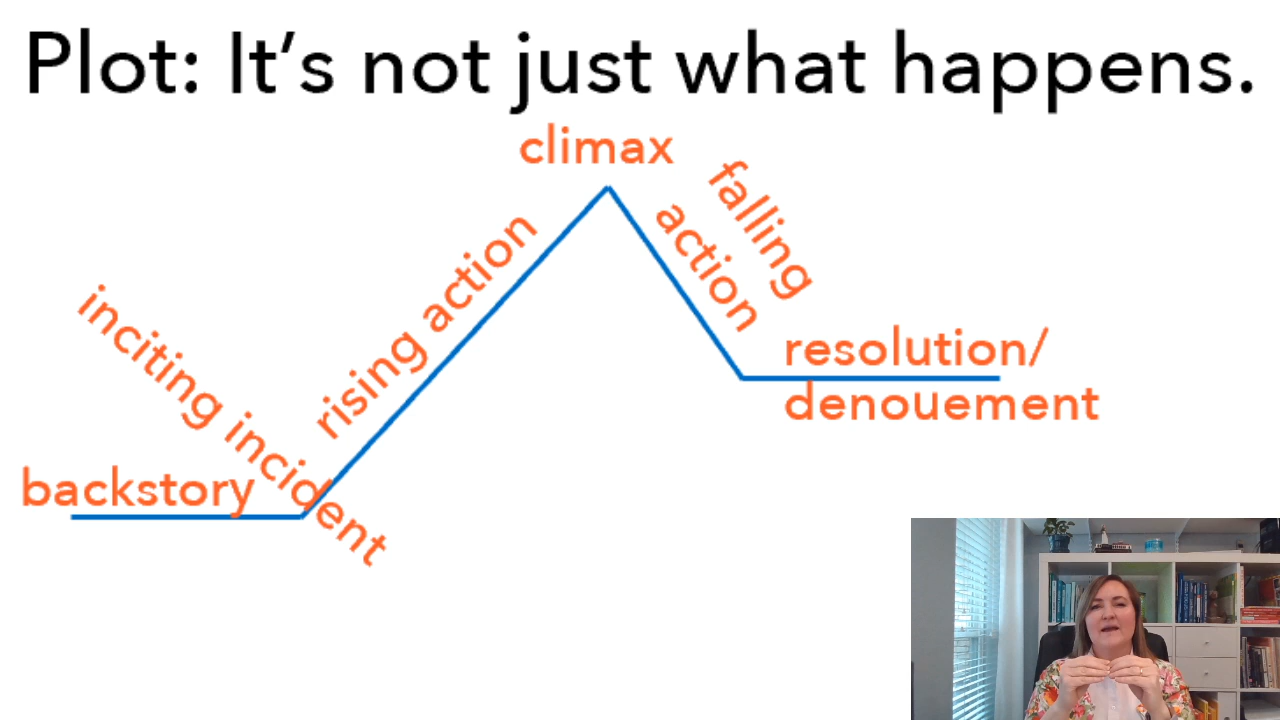 Plot: It's not just what happens.
climax
falling
action
rising action
inciting incident
backstory
resolution/
denouement